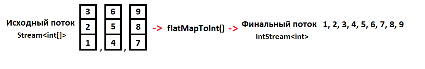 Исходный поток
Stream<int[]>
3 6 9
2 5 8
1 , 4 , 7
-> flatMapToInt() ->
Финальный поток 1, 2, 3, 4, 5, 6, 7, 8, 9
IntStream<int>